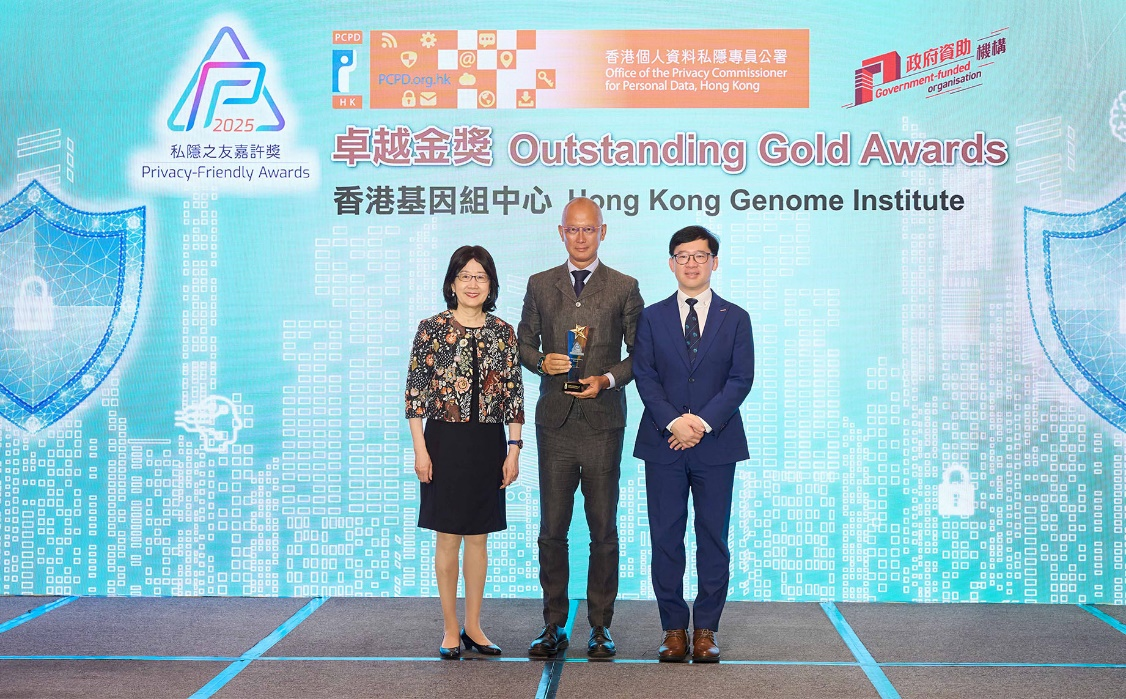 2025
私隱之友嘉許獎
Privacy-Friendly Awards
PCPD
HK
PCPD.org.hk
香港個人資料私隱專員公署
Office of the Privacy Commissioner
for Personal Data, Hong Kong
政府資助機構
Government-funded
organisation
卓越金獎 Outstanding Gold Awards
香港基因組中心 Hong Kong Genome Institute